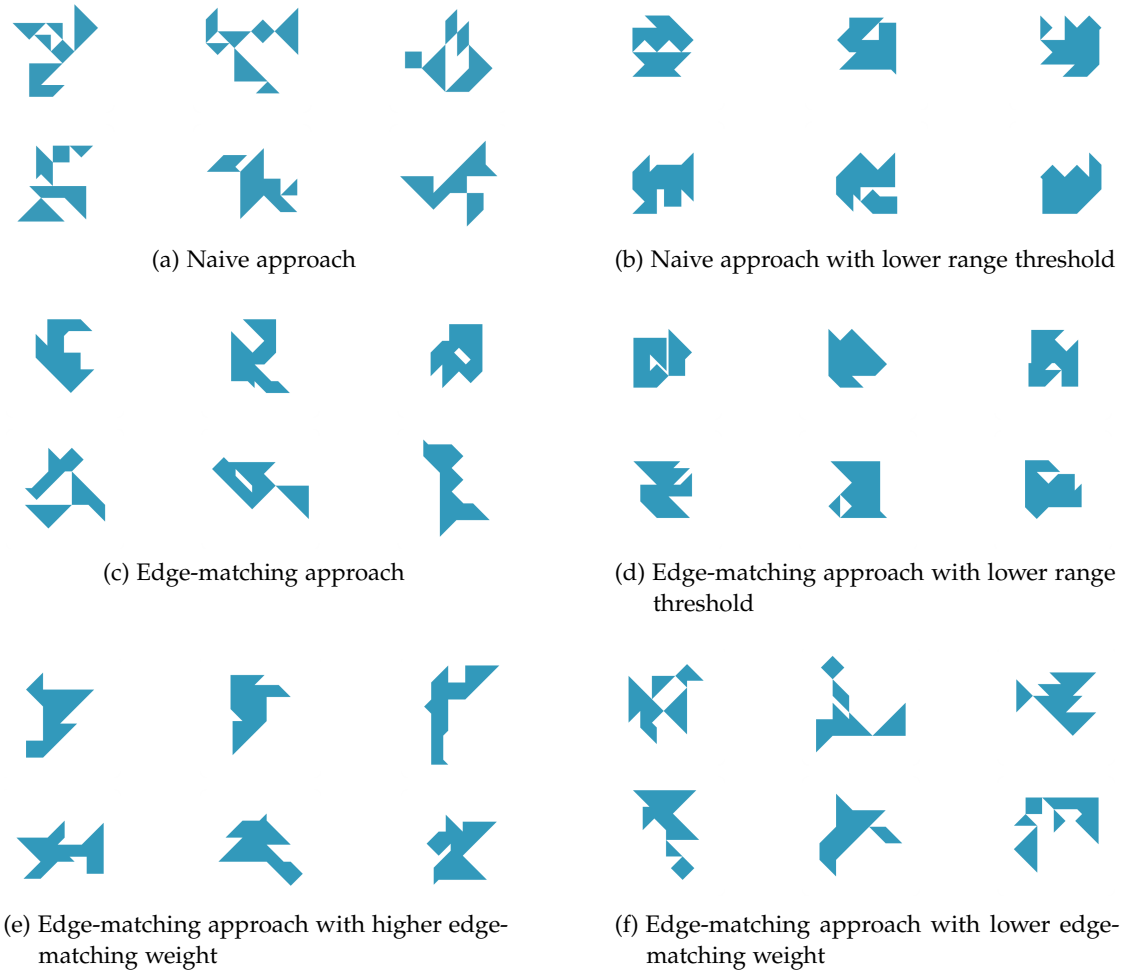 (a) Naive approach
(b) Naive approach with lower range threshold
(c) Edge-matching approach
(d) Edge-matching approach with lower range
threshold
(e) Edge-matching approach with higher edge-
matching weight
(f) Edge-matching approach with lower edge-
matching weight